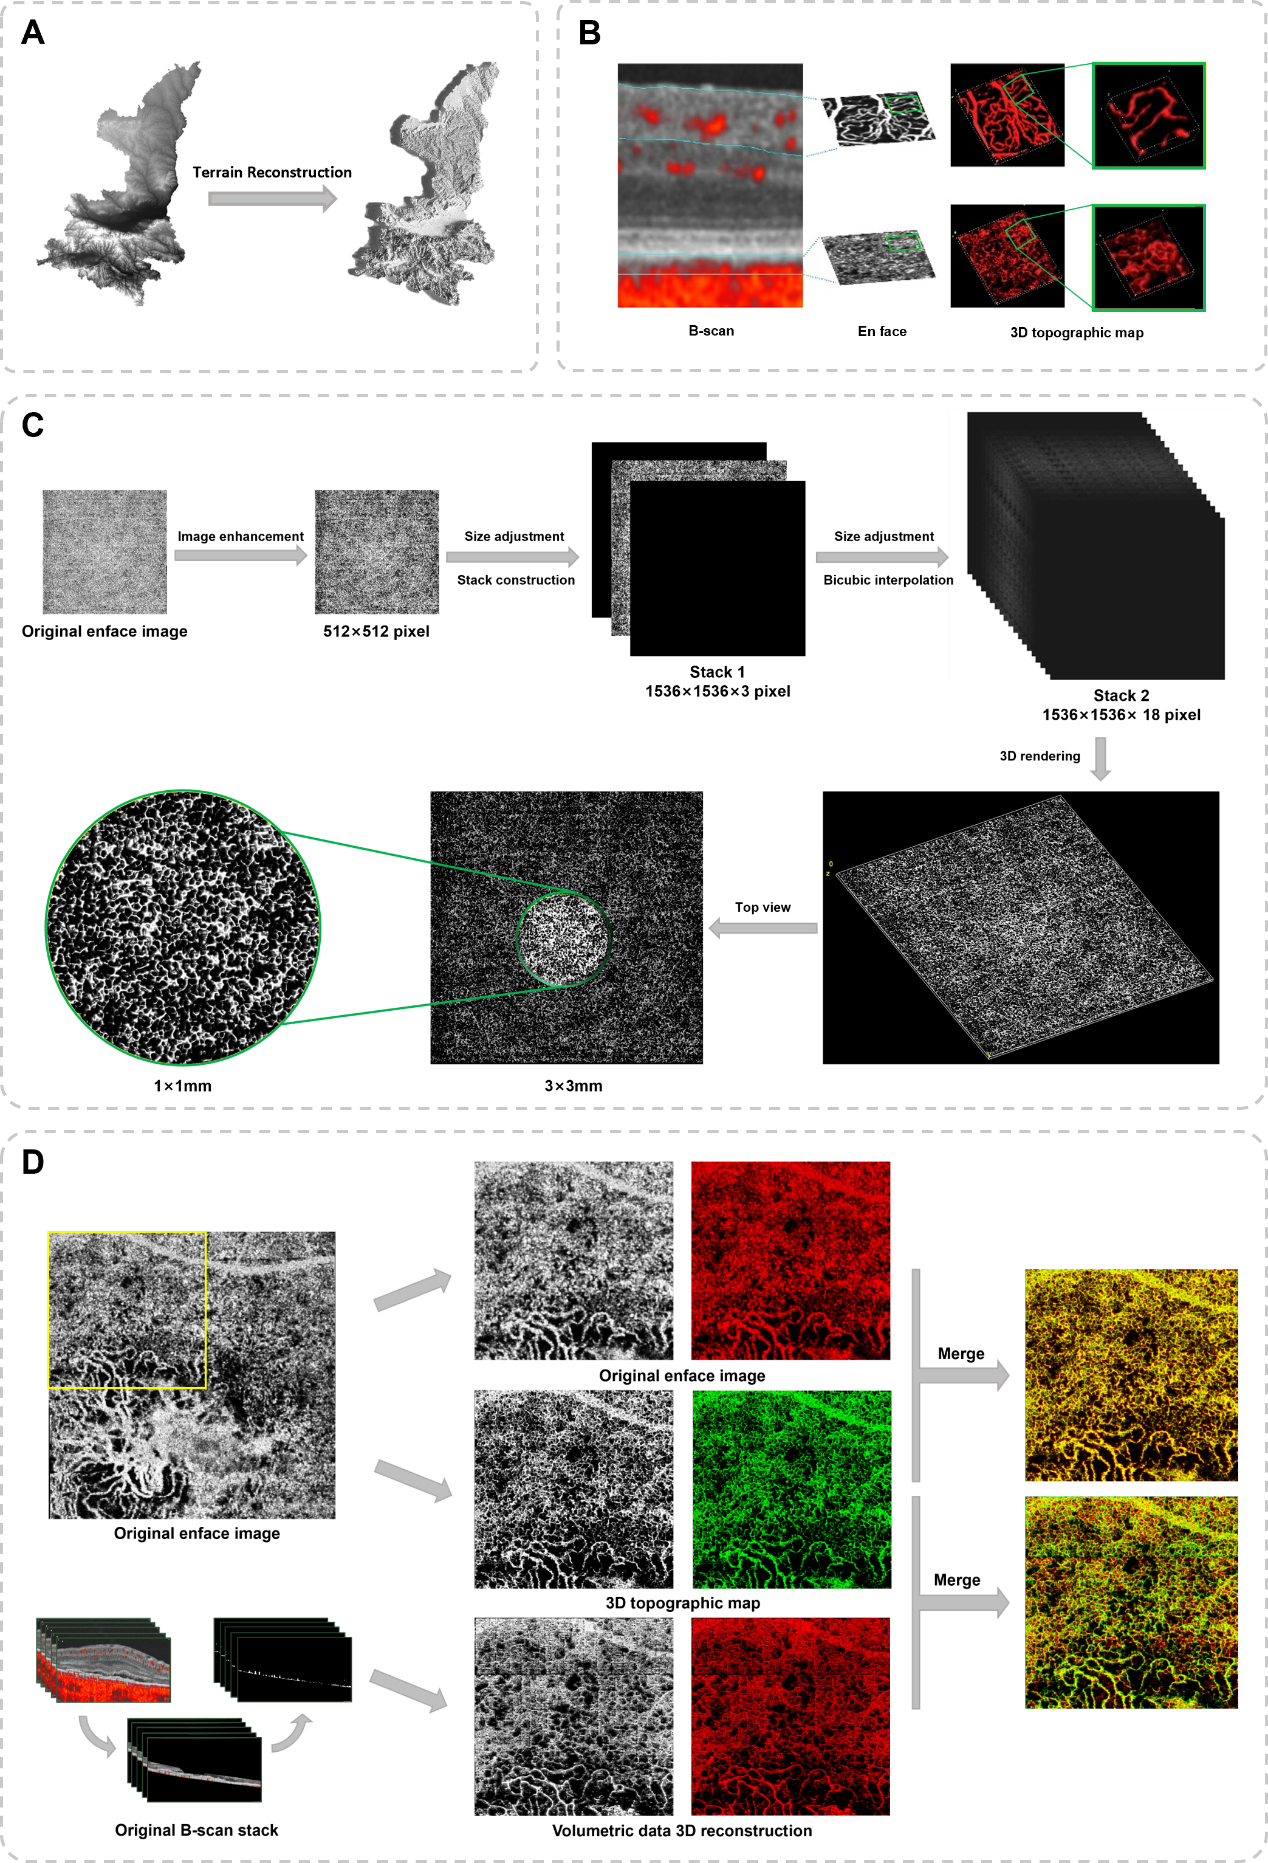 A
Terrain Reconstruction
B
B-scan
En face
3D topographic map
C
Image enhancement
Size adjustment
Stack construction
Size adjustment
Bicubic interpolation
Original enface image
512×512 pixel
Stack 1
1536×1536×3 pixel
Stack 2
1536×1536× 18 pixel
3D rendering
0
z
Top view
1×1mm
3×3mm
D
Original enface image
Merge
Original enface image
3D topographic map
Merge
Original B-scan stack
Volumetric data 3D reconstruction